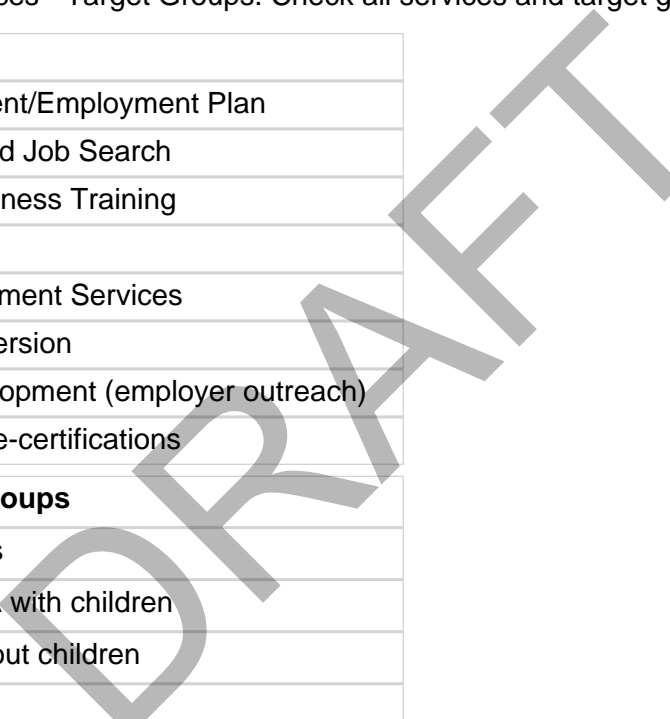 ces - Target Groups. Check all services and target g
ent/Employment Plan
d Job Search
ness Training
ment Services
ersion
opment (employer outreach)
e-certifications
oups
s
with children
out children
DRAFT